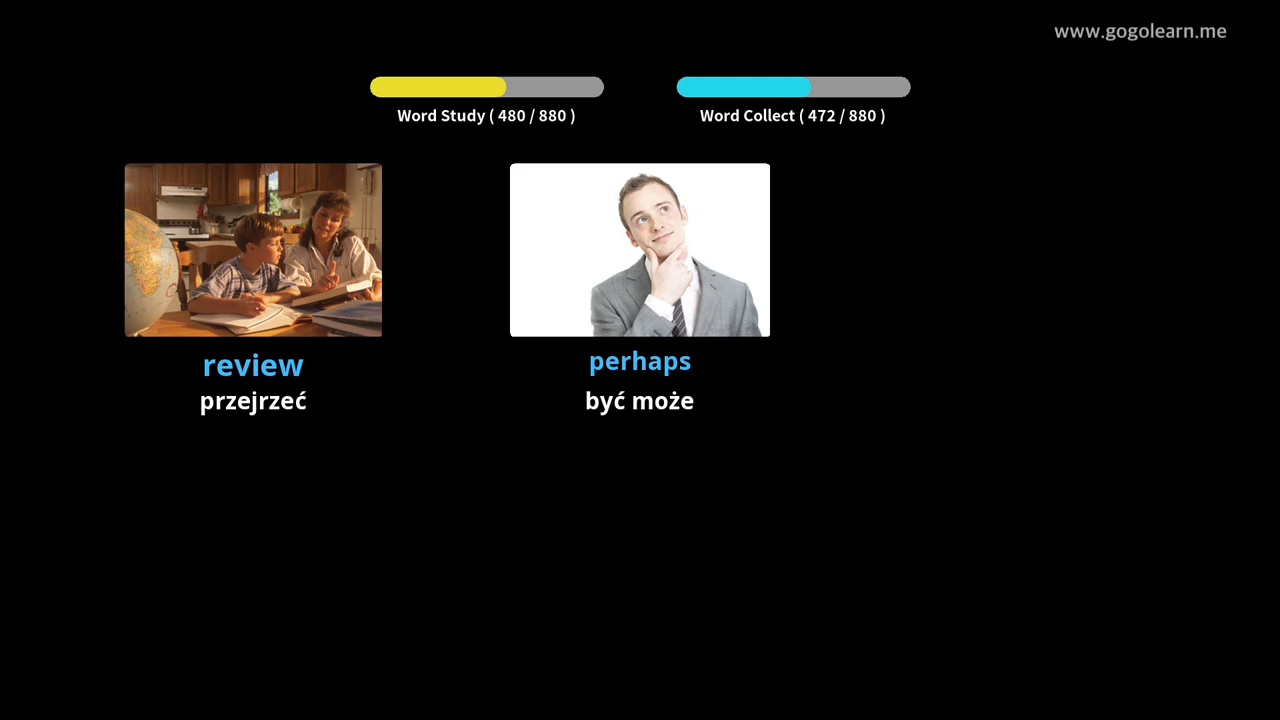 www.gogolearn.me
Word Study ( 480 / 880 )
Word Collect ( 472 / 880 )
review
przejrzeć
perhaps
być może